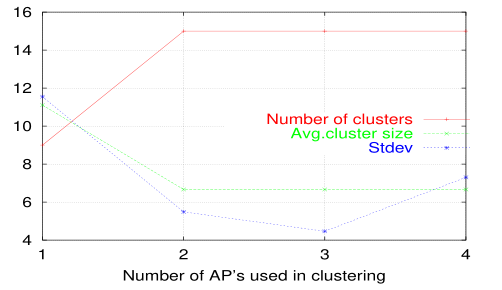 16
14
12
10
8
6
4
Number of clusters
Avg.cluster size
Stdev
1 2 3 4
Number of AP's used in clustering